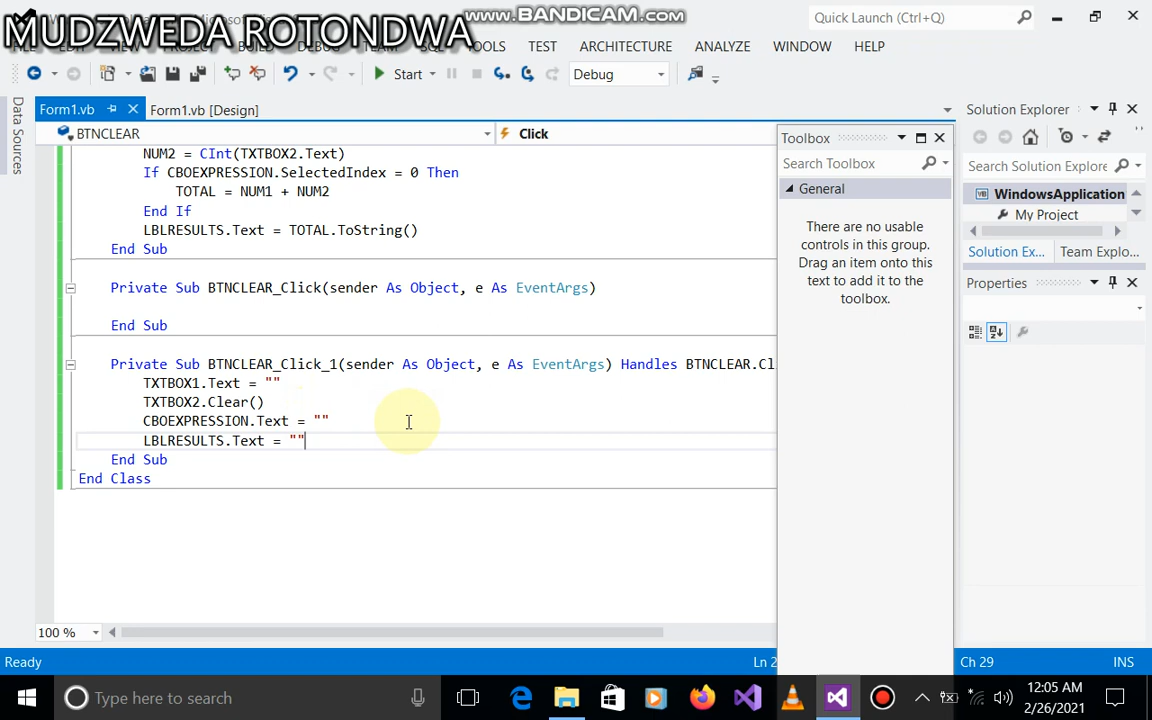 www.BANDICAM.com
MUDZWEDA ROTONDWA
Quick Launch (Ctrl+Q)
TOOLS TEST ARCHITECTURE ANALYZE WINDOW HELP
Start Debug
Form1.vb Form1.vb [Design]
BTNCLEAR Click
NUM2 = CInt(TXTBOX2.Text)
If CBOEXPRESSION.SelectedIndex = 0 Then
TOTAL = NUM1 + NUM2
End If
LBLRESULTS.Text = TOTAL.ToString()
End Sub
Private Sub BTNCLEAR_Click(sender As Object, e As EventArgs)
End Sub
Private Sub BTNCLEAR_Click_1(sender As Object, e As EventArgs) Handles BTNCLEAR.Cl
TXTBOX1.Text = ""
TXTBOX2.Clear()
CBOEXPRESSION.Text = ""
LBLRESULTS.Text = ""
End Sub
End Class
100 %
Data Sources
Toolbox
Search Toolbox
General
There are no usable
controls in this group.
Drag an item onto this
text to add it to the
toolbox.
Solution Explorer
Search Solution Explore
WindowsApplication
My Project
Solution Ex... Team Explo...
Properties
Ready Ln 2 Ch 29 INS
Type here to search
12:05 AM
2/26/2021